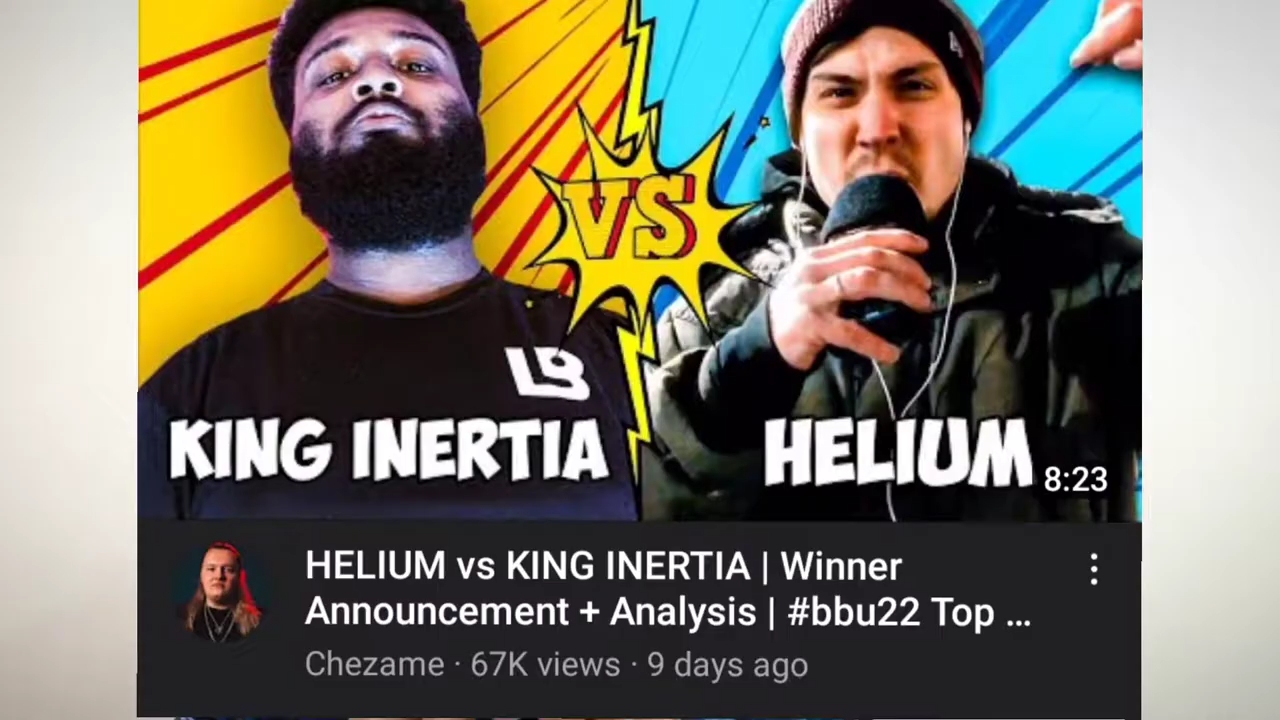 VS
LB
KING INERTIA
HELIUM
8:23
HELIUM vs KING INERTIA | Winner
Announcement + Analysis | #bbu22 Top ...
Chezame · 67K views · 9 days ago